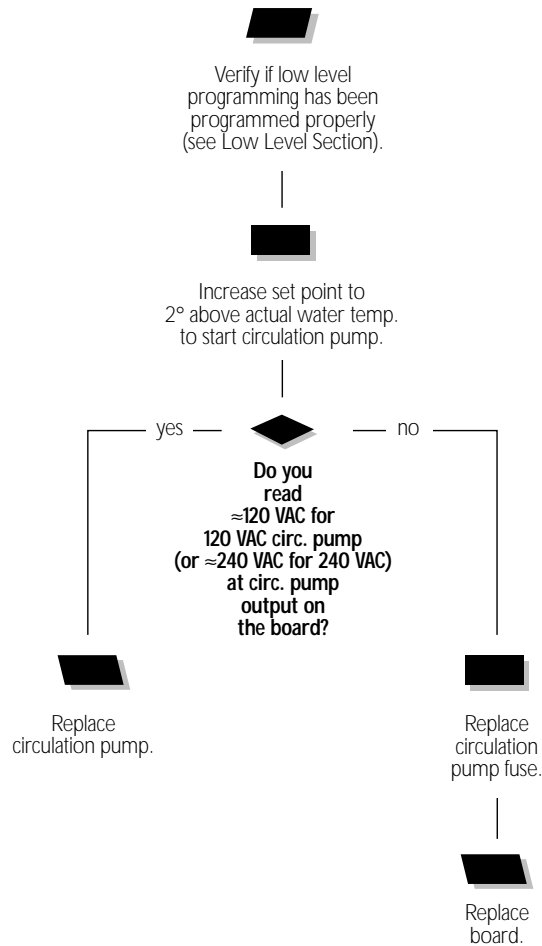 Verify if low level
programming has been
programmed properly
(see Low Level Section).
Increase set point to
2° above actual water temp.
to start circulation pump.
yes
no
Do you
read
≈120 VAC for
120 VAC circ. pump
(or ≈240 VAC for 240 VAC)
at circ. pump
output on
the board?
Replace
circulation pump.
Replace
circulation
pump fuse.
Replace
board.